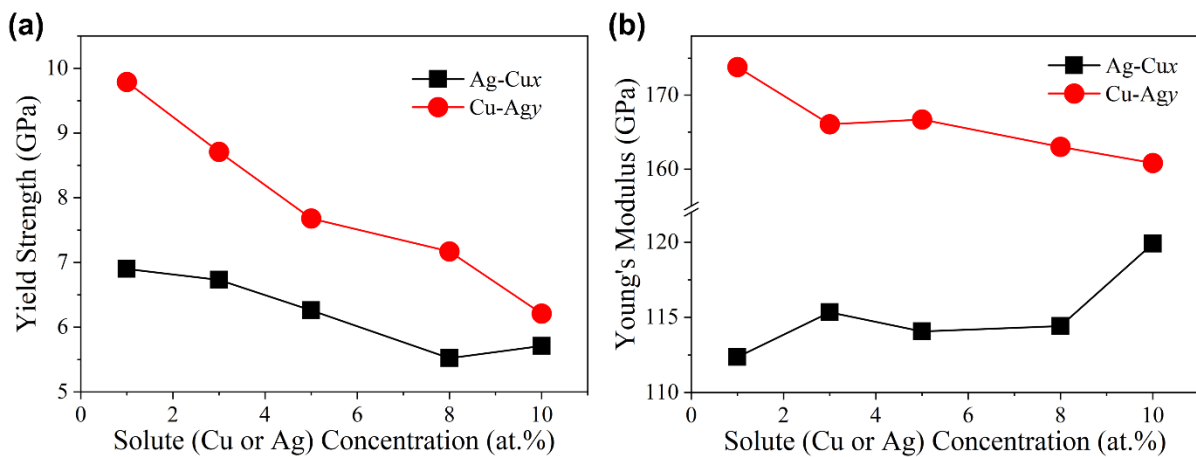 (a)
Yield Strength (GPa)
10
9
8
7
6
5
0 2 4 6 8 10
Solute (Cu or Ag) Concentration (at.%)
Ag-Cux
Cu-Agy
(b)
Young's Modulus (GPa)
170
160
120
115
110
0 2 4 6 8 10
Solute (Cu or Ag) Concentration (at.%)
Ag-Cux
Cu-Agy